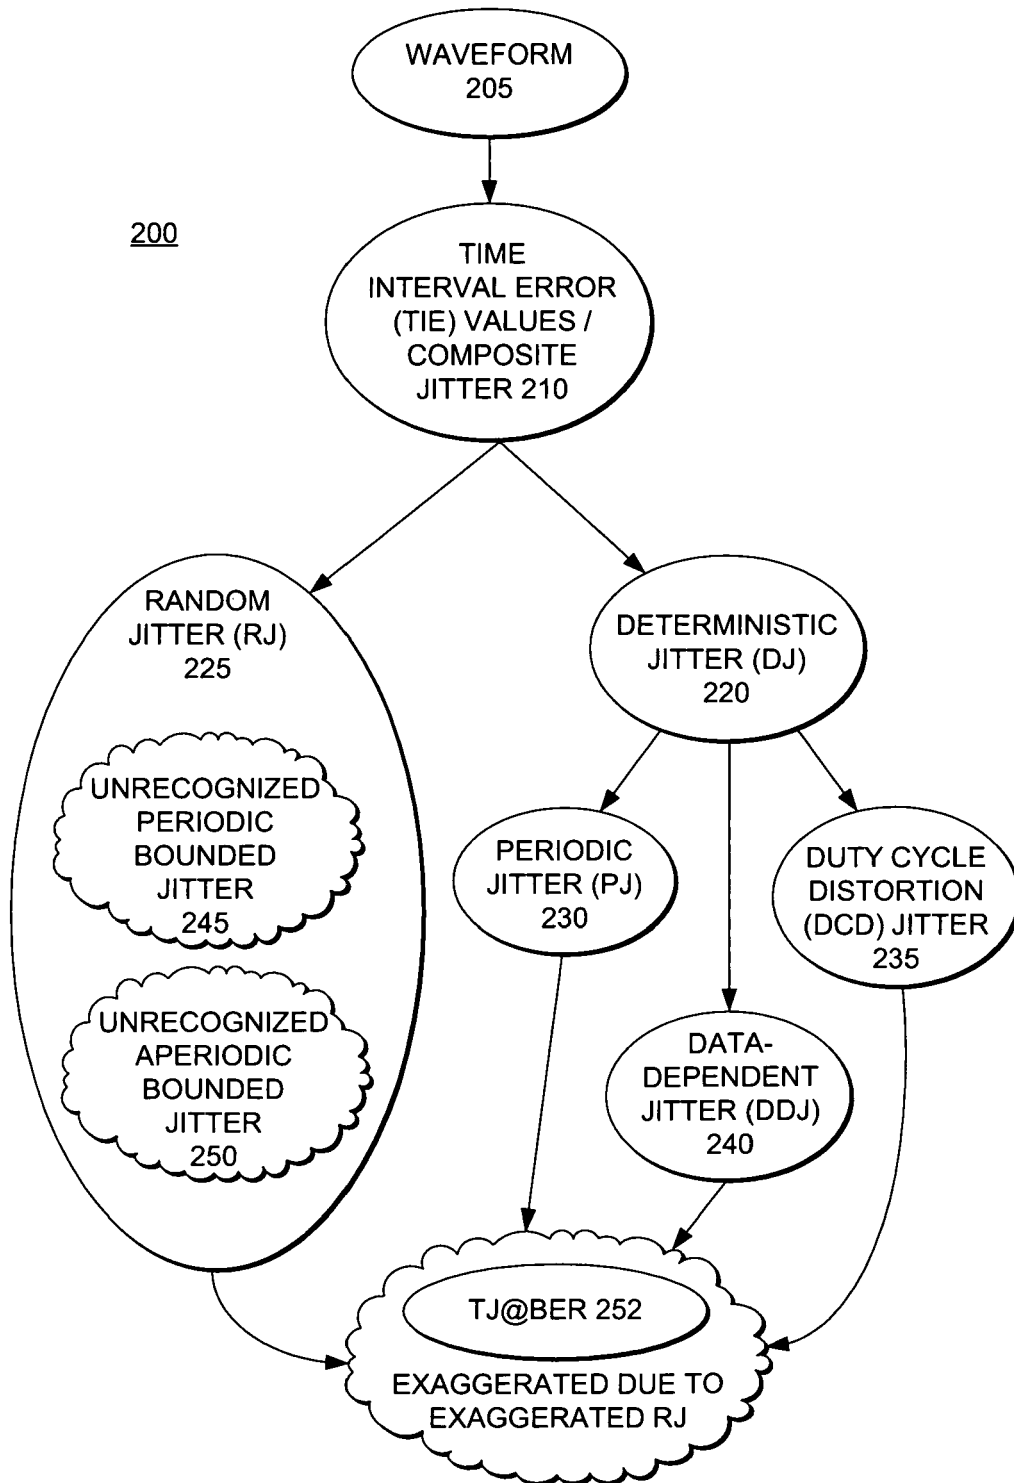 WAVEFORM
205
200
TIME
INTERVAL ERROR
(TIE) VALUES /
COMPOSITE
JITTER 210
RANDOM
JITTER (RJ)
225
UNRECOGNIZED
PERIODIC
BOUNDED
JITTER
245
UNRECOGNIZED
APERIODIC
BOUNDED
JITTER
250
DETERMINISTIC
JITTER (DJ)
220
PERIODIC
JITTER (PJ)
230
DUTY CYCLE
DISTORTION
(DCD) JITTER
235
DATA-
DEPENDENT
JITTER (DDJ)
240
TJ@BER 252
EXAGGERATED DUE TO
EXAGGERATED RJ